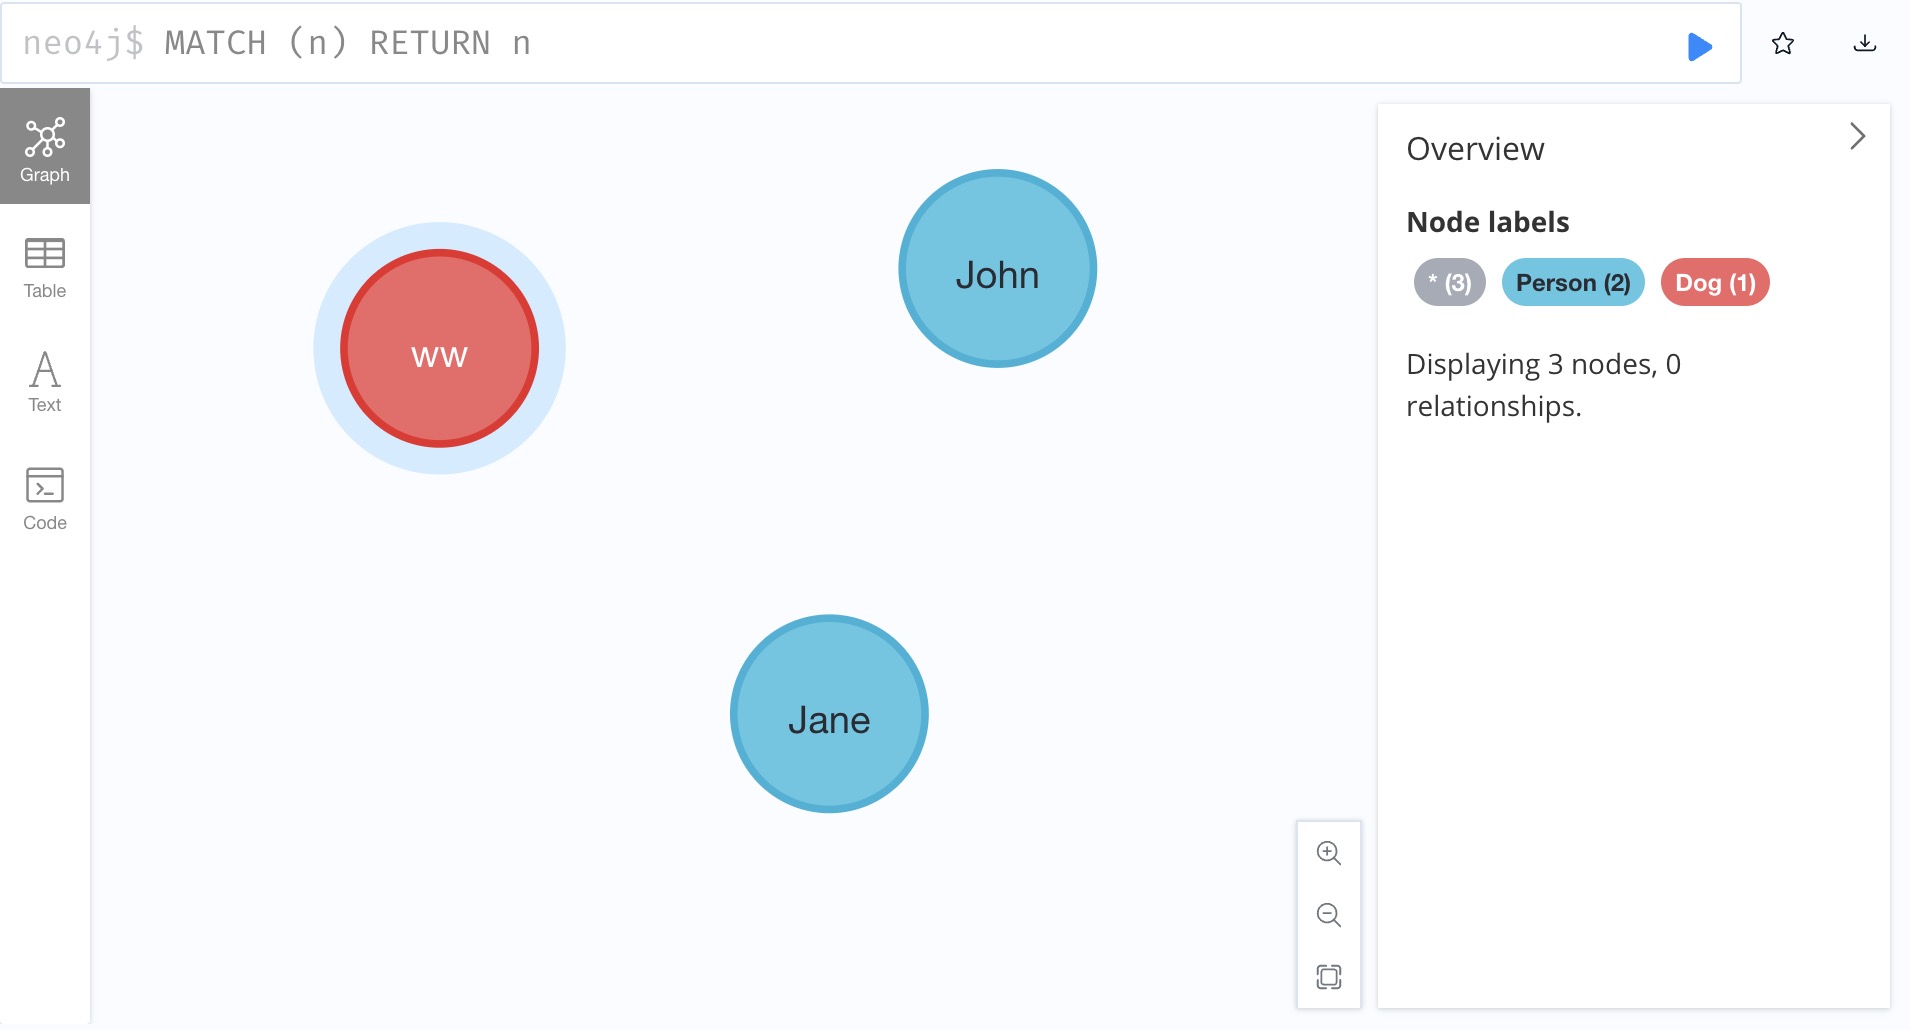 neo4j$ MATCH (n) RETURN n
Graph
Table
Text
Code
ww
John
Jane
Overview
Node labels
* (3) Person (2) Dog (1)
Displaying 3 nodes, 0
relationships.